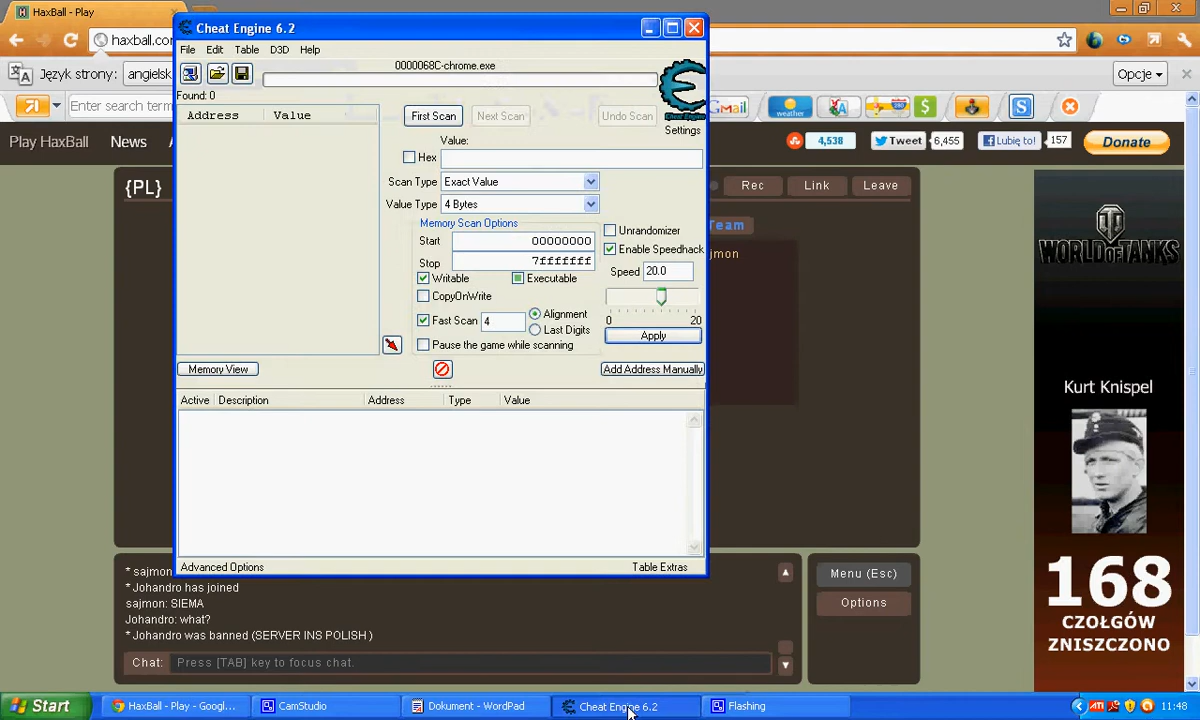 HaxBall - Play
haxball.co
Język strony:
angielsk
Opcje
Enter search term
Gmail
weather
Play HaxBall
News
4,538
Tweet
6,455
Lubię to!
157
Donate
{PL}
Rec
Link
Leave
Team
jmon
Cheat Engine 6.2
File
Edit
Table
D3D
Help
0000068C-chrome.exe
Found: 0
Address
Value
First Scan
Next Scan
Undo Scan
Cheat Engine
Settings
Value:
Hex
Scan Type
Exact Value
Value Type
4 Bytes
Memory Scan Options
Start
00000000
Stop
7fffffff
Writable
Executable
CopyOnWrite
Fast Scan
4
Alignment
Last Digits
Pause the game while scanning
Unrandomizer
Enable Speedhack
Speed
20.0
0
20
Apply
Memory View
Add Address Manually
Active
Description
Address
Type
Value
Advanced Options
Table Extras
* sajmon
* Johandro has joined
sajmon: SIEMA
Johandro: what?
* Johandro was banned (SERVER INS POLISH )
Chat:
Press [TAB] key to focus chat.
Menu (Esc)
Options
WORLD OF TANKS
Kurt Knispel
168
CZOŁGÓW
ZNISZCZONO
Start
HaxBall - Play - Googl...
CamStudio
Dokument - WordPad
Cheat Engine 6.2
Flashing
ATI
11:48